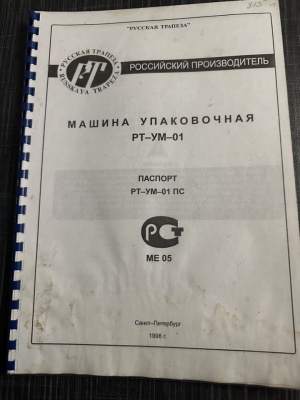 "РУССКАЯ ТРАПЕЗА"
РУССКАЯ ТРАПЕЗА
RUSSKAYA TRAPEZA
РТ
РОССИЙСКИЙ ПРОИЗВОДИТЕЛЬ
МАШИНА УПАКОВОЧНАЯ
РТ–УМ–01
ПАСПОРТ
РТ–УМ–01 ПС
РСТ
МЕ 05
Санкт–Петербург
1998 г.